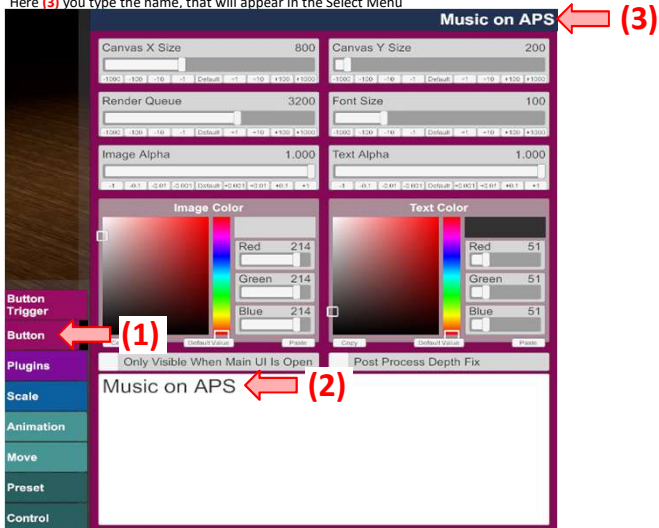 Here (3) you type the name, that will appear in the Select Menu
Music on APS
(3)
Canvas X Size 800
-1000 -100 -10 -1 Default +1 +10 +100 +1000
Canvas Y Size 200
-1000 -100 -10 -1 Default +1 +10 +100 +1000
Render Queue 3200
-1000 -100 -10 -1 Default +1 +10 +100 +1000
Font Size 100
-1000 -100 -10 -1 Default +1 +10 +100 +1000
Image Alpha 1.000
-1 -0.1 -0.01 -0.001 Default +0.001 +0.01 +0.1 +1
Text Alpha 1.000
-1 -0.1 -0.01 -0.001 Default +0.001 +0.01 +0.1 +1
Image Color
Red 214
Green 214
Blue 214
Default Value Paste
Text Color
Red 51
Green 51
Blue 51
Copy Default Value Paste
Button
Trigger
Button
(1)
Plugins
Scale
Animation
Move
Preset
Control
Only Visible When Main UI Is Open
Post Process Depth Fix
Music on APS
(2)